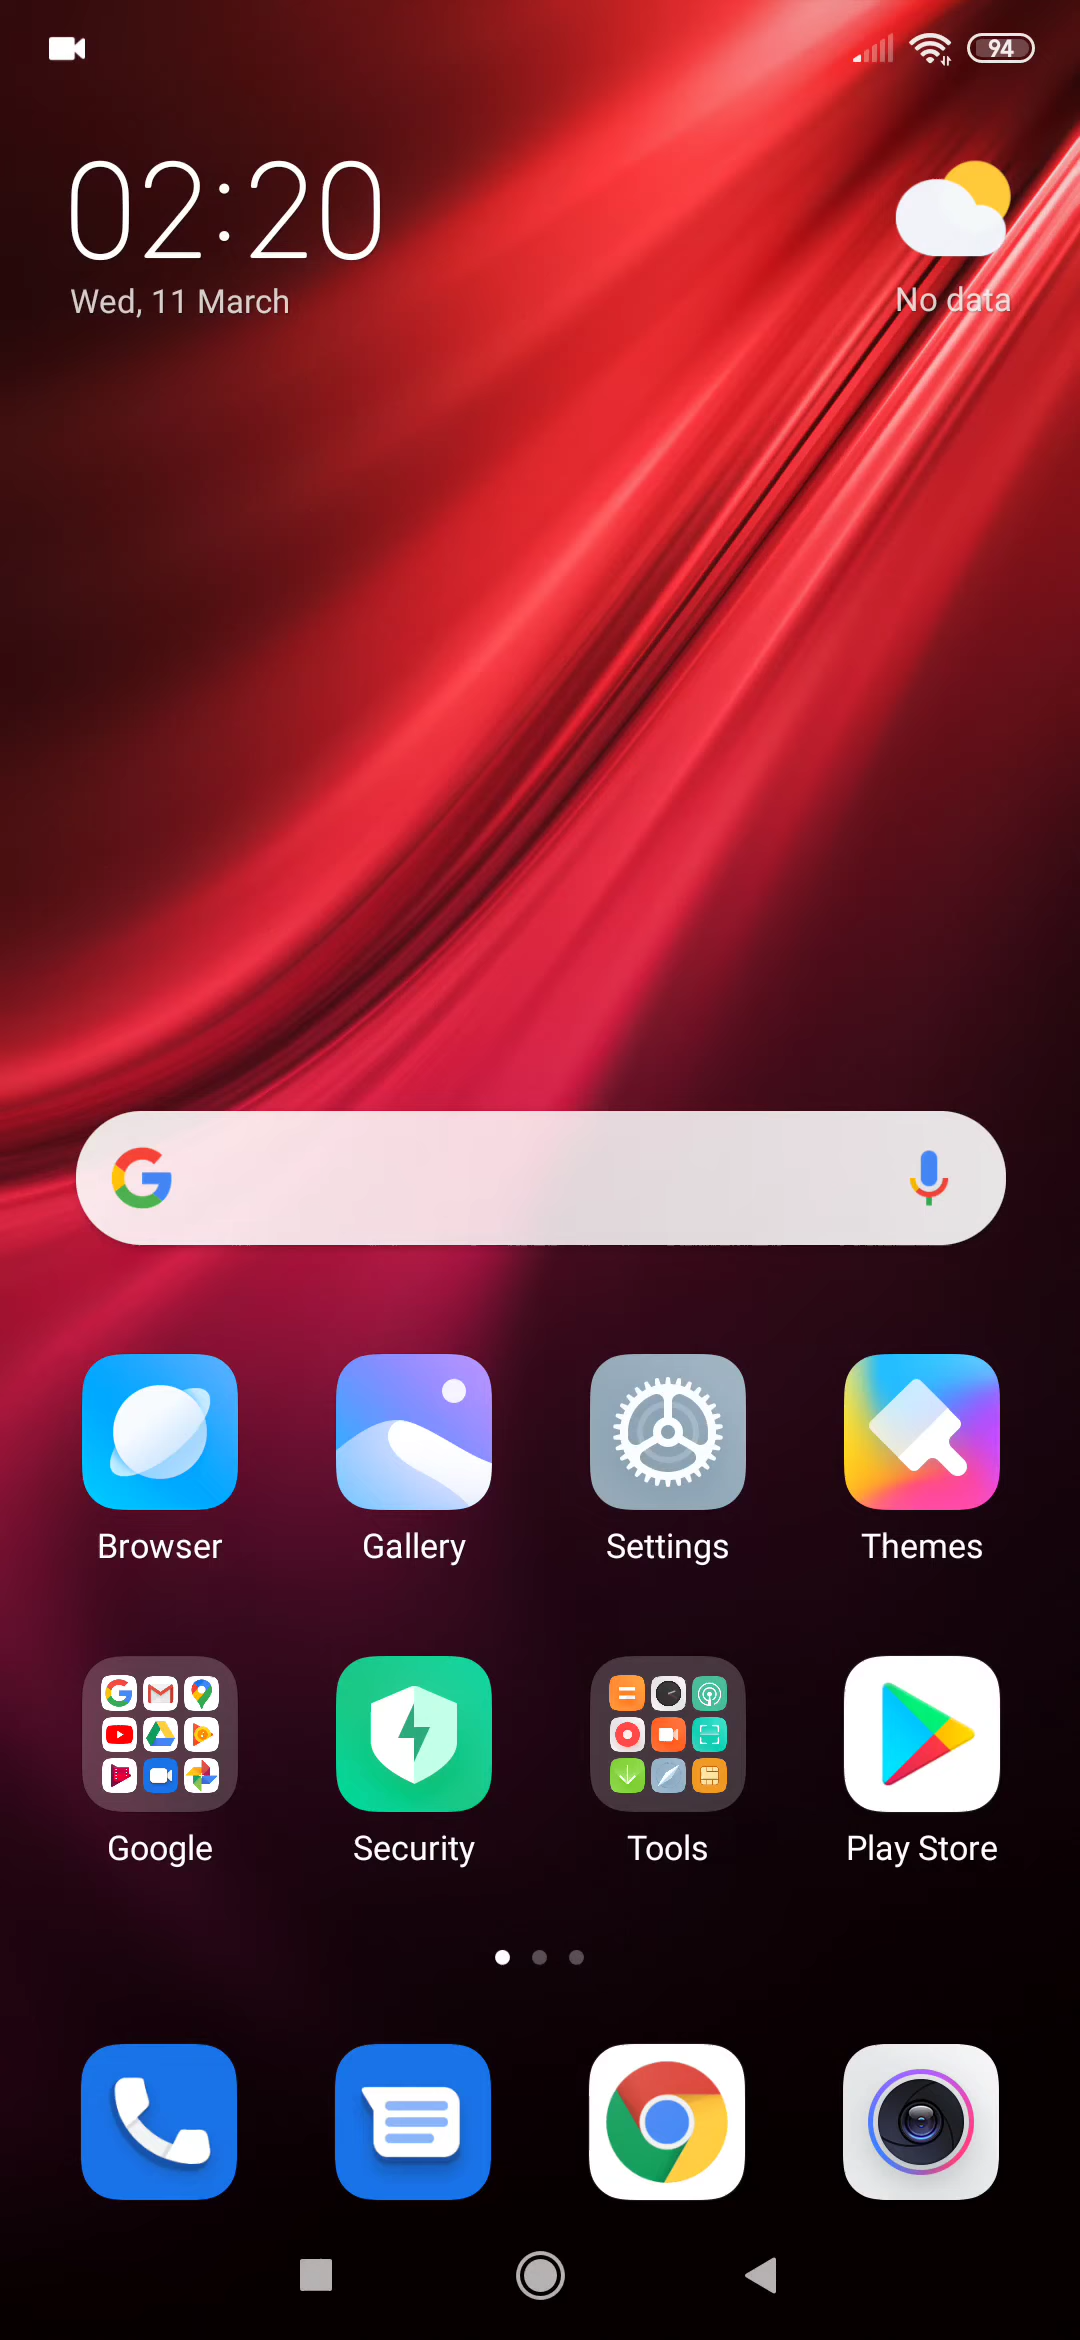 94
02:20
Wed, 11 March
No data
Browser
Gallery
Settings
Themes
Google
Security
Tools
Play Store